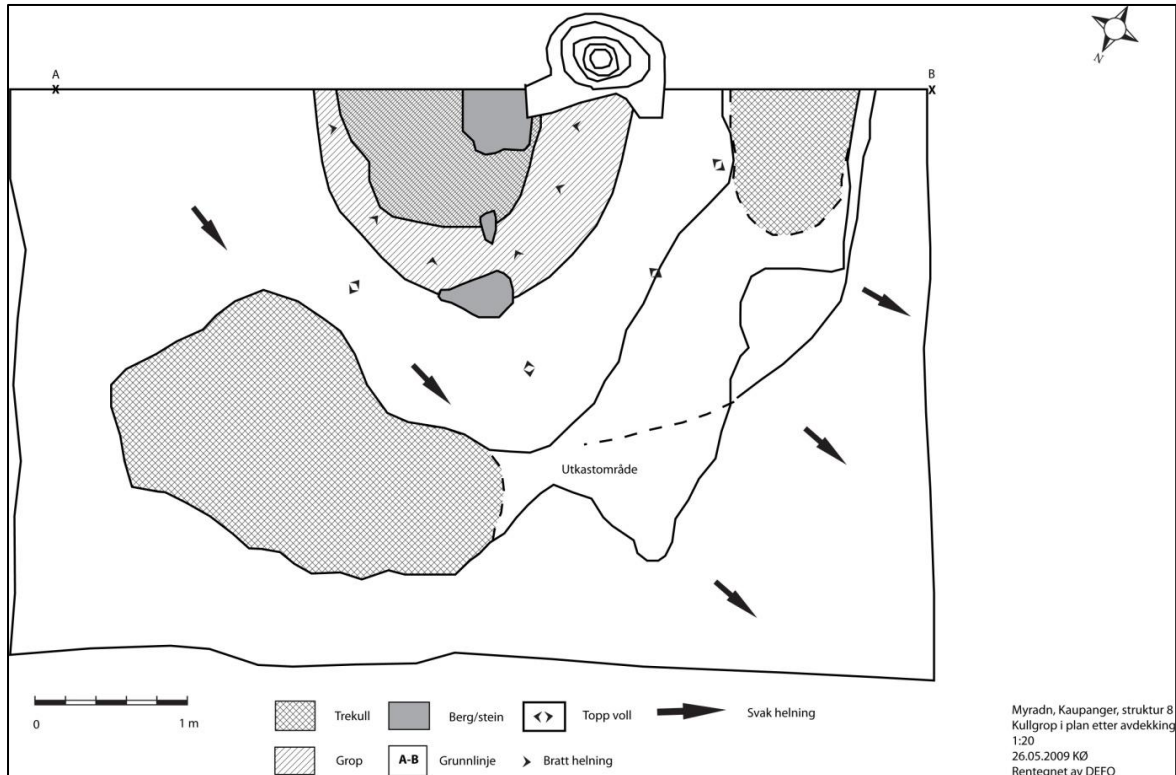 N
A
X
B
X
Utkastområde
0 1 m
Trekull
Berg/stein
Topp voll
Svak helning
Grop
A-B Grunnlinje
Bratt helning
Myradn, Kaupanger, struktur 8
Kullgrop i plan etter avdekking
1:20
26.05.2009 KØ
Rentegnet av DEFO